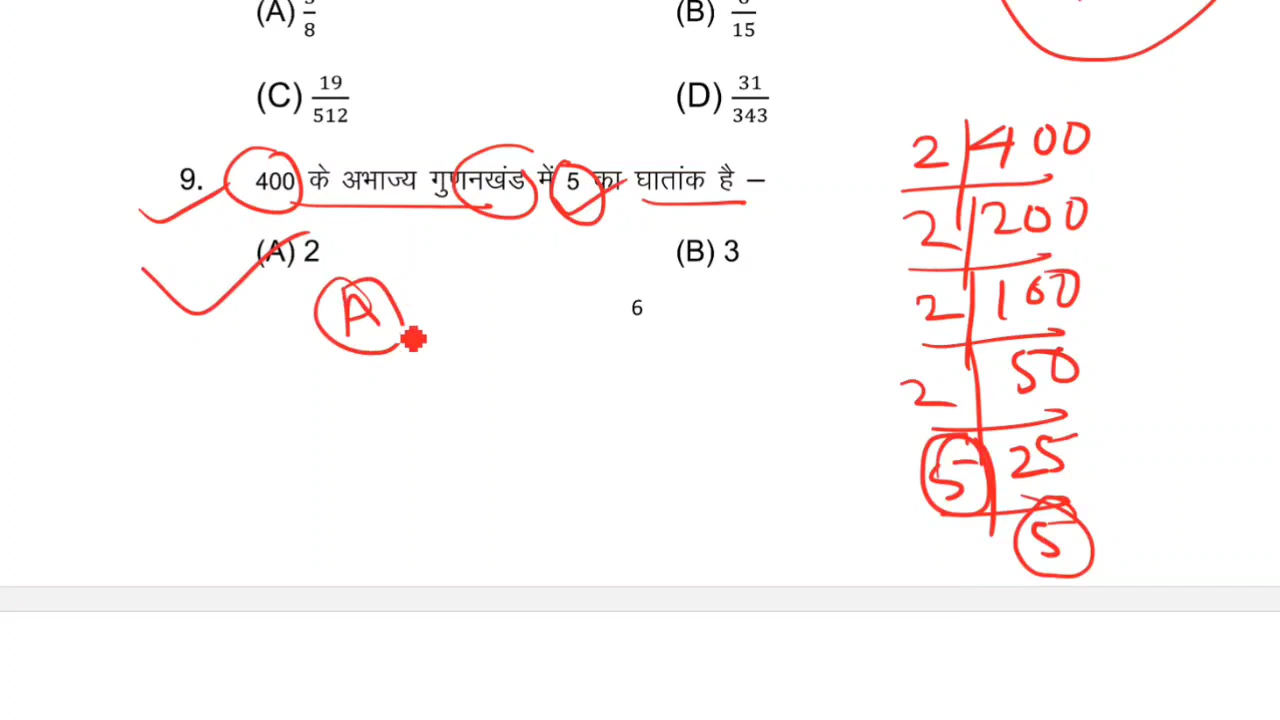 (A) 5/8 (B) 6/15
(C) 19/512 (D) 31/343
9. 400 के अभाज्य गुणनखंड में 5 का घातांक है –
(A) 2 (B) 3
A
6
2 400
2 200
2 100
2 50
5 25
5